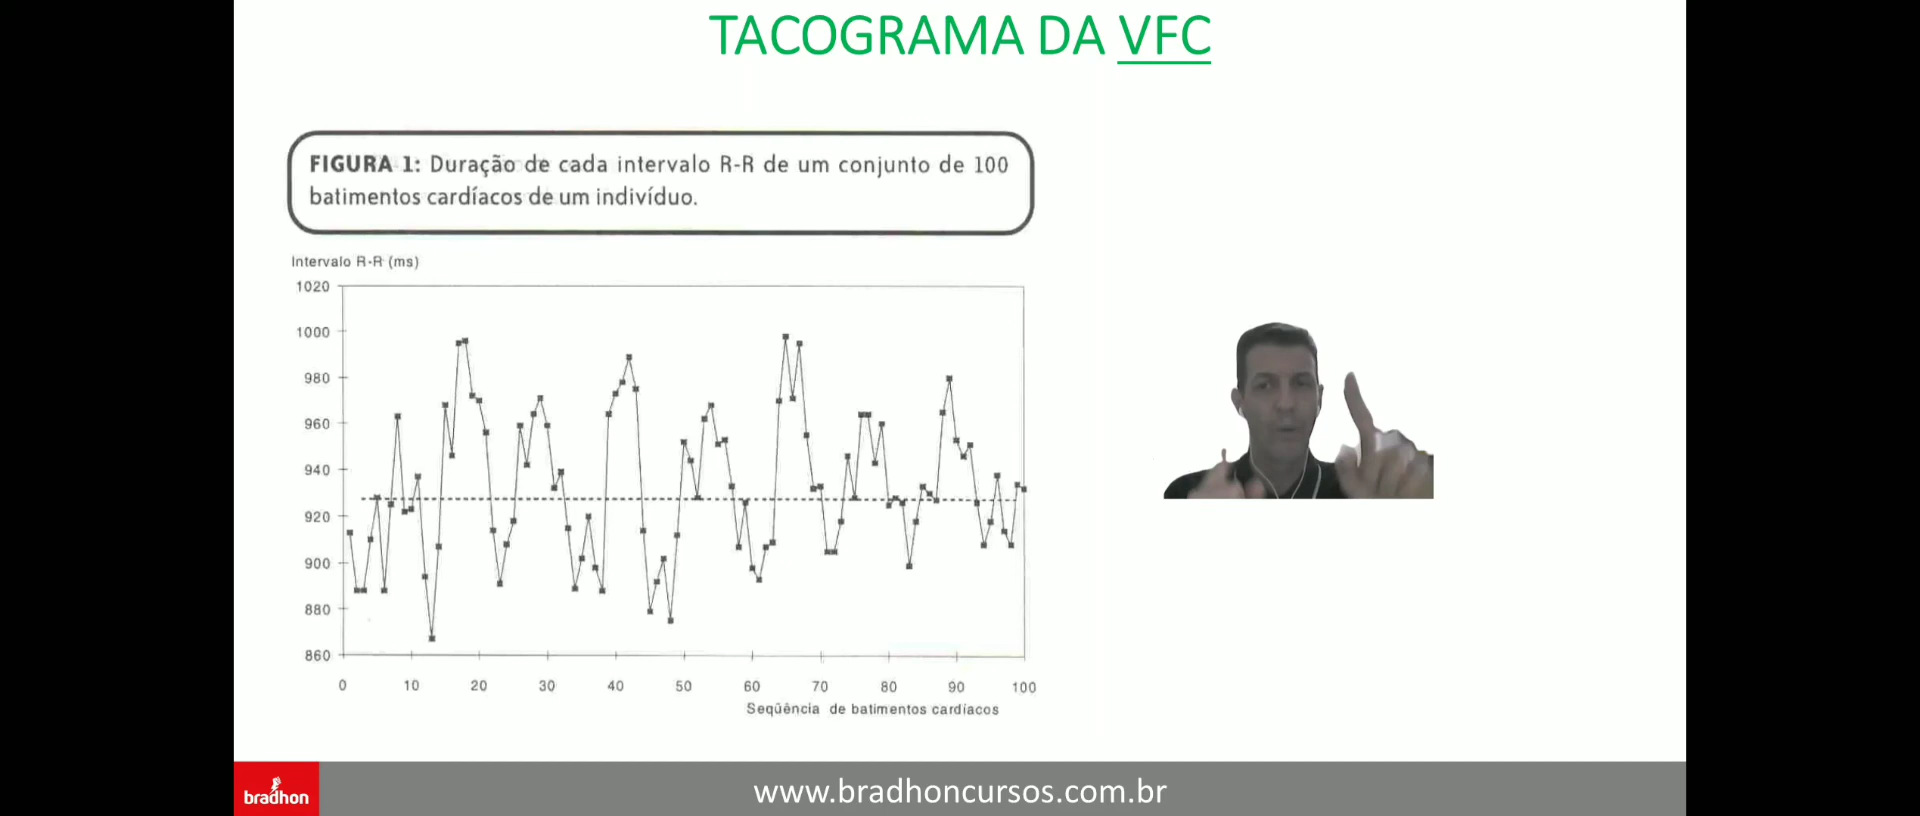 TACOGRAMA DA VFC
FIGURA 1: Duração de cada intervalo R-R de um conjunto de 100
batimentos cardíacos de um indivíduo.
Intervalo R-R (ms)
1020
1000
980
960
940
920
900
880
860
0 10 20 30 40 50 60 70 80 90 100
Seqüência de batimentos cardíacos
bradhon
www.bradhoncursos.com.br